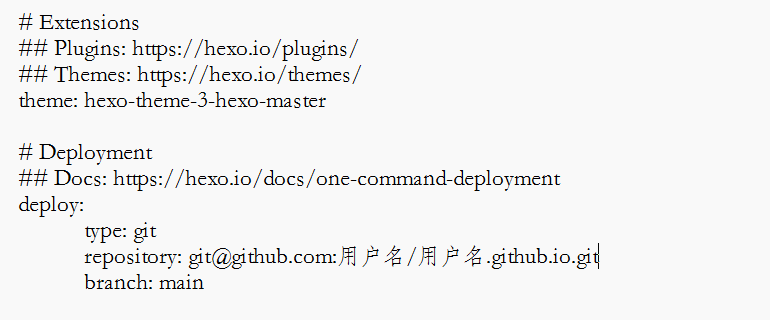 # Extensions
## Plugins: https://hexo.io/plugins/
## Themes: https://hexo.io/themes/
theme: hexo-theme-3-hexo-master
# Deployment
## Docs: https://hexo.io/docs/one-command-deployment
deploy:
type: git
repository: git@github.com:用户名/用户名.github.io.git
branch: main